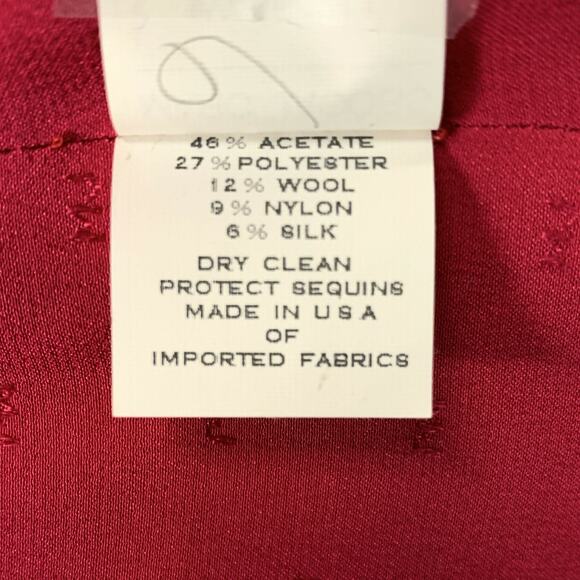 6
46% ACETATE
27% POLYESTER
12% WOOL
9% NYLON
6% SILK
DRY CLEAN
PROTECT SEQUINS
MADE IN U S A
OF
IMPORTED FABRICS